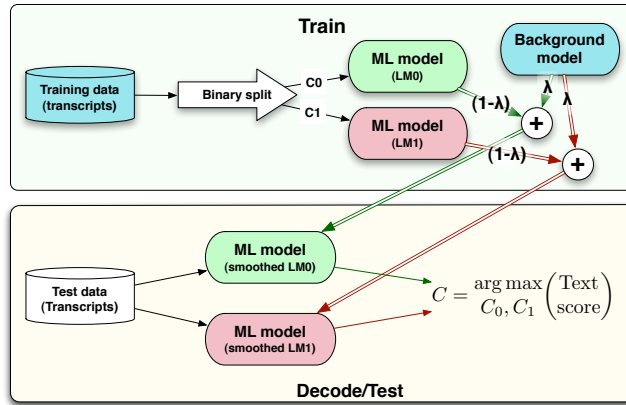 Train
Background
model
Training data
(transcripts)
Binary split
C0
C1
ML model
(LM0)
ML model
(LM1)
(1-λ)
λ
λ
+
(1-λ)
+
Test data
(Transcripts)
ML model
(smoothed LM0)
ML model
(smoothed LM1)
C = arg max (Text
C₀, C₁ score)
Decode/Test